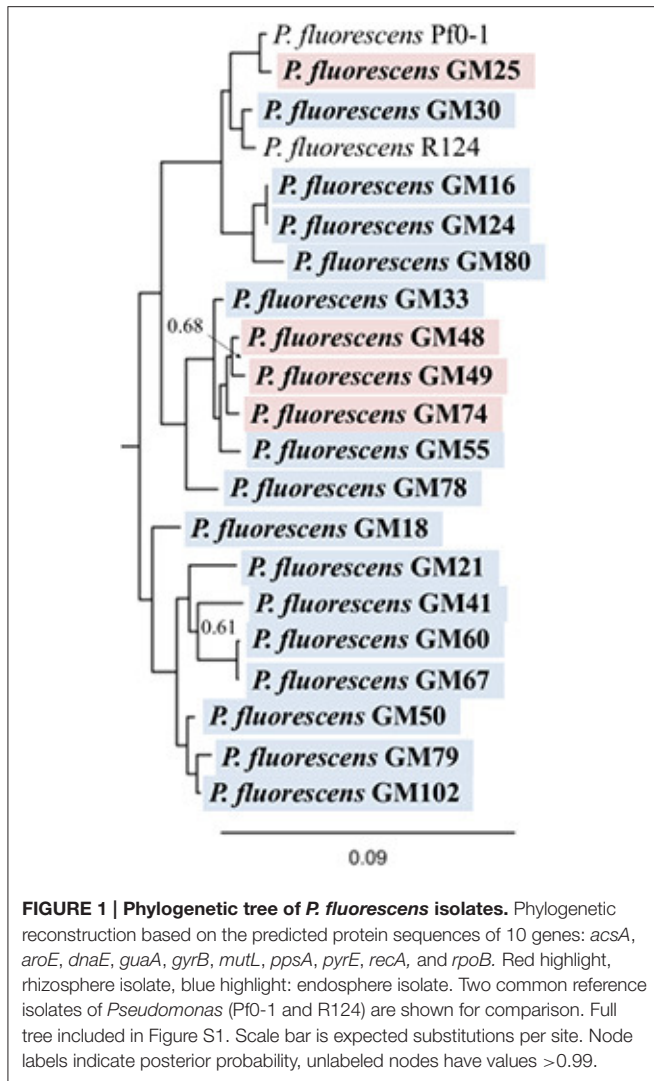 P. fluorescens Pf0-1
P. fluorescens GM25
P. fluorescens GM30
P. fluorescens R124
P. fluorescens GM16
P. fluorescens GM24
P. fluorescens GM80
P. fluorescens GM33
0.68
P. fluorescens GM48
P. fluorescens GM49
P. fluorescens GM74
P. fluorescens GM55
P. fluorescens GM78
P. fluorescens GM18
P. fluorescens GM21
P. fluorescens GM41
0.61
P. fluorescens GM60
P. fluorescens GM67
P. fluorescens GM50
P. fluorescens GM79
P. fluorescens GM102
0.09
FIGURE 1 | Phylogenetic tree of P. fluorescens isolates. Phylogenetic
reconstruction based on the predicted protein sequences of 10 genes: acsA,
aroE, dnaE, guaA, gyrB, mutL, ppsA, pyrE, recA, and rpoB. Red highlight,
rhizosphere isolate, blue highlight: endosphere isolate. Two common reference
isolates of Pseudomonas (Pf0-1 and R124) are shown for comparison. Full
tree included in Figure S1. Scale bar is expected substitutions per site. Node
labels indicate posterior probability, unlabeled nodes have values >0.99.